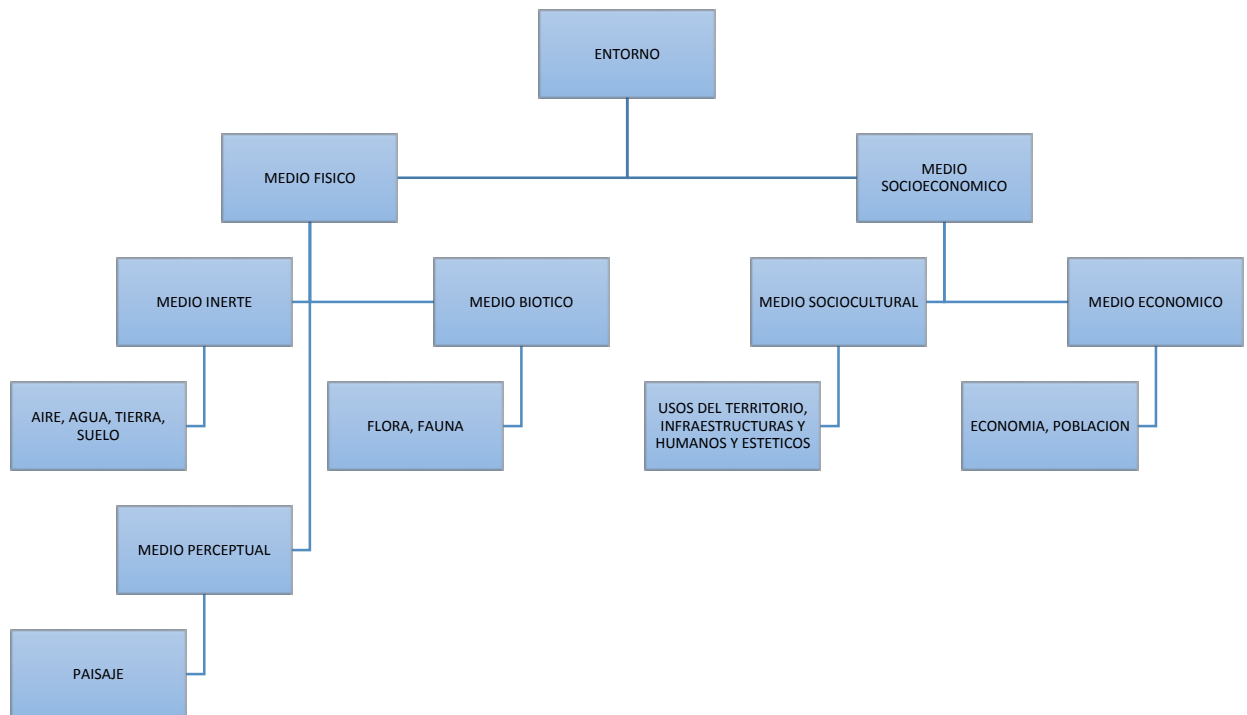 ENTORNO
MEDIO FISICO
MEDIO
SOCIOECONOMICO
MEDIO INERTE
MEDIO BIOTICO
MEDIO SOCIOCULTURAL
MEDIO ECONOMICO
AIRE, AGUA, TIERRA,
SUELO
FLORA, FAUNA
USOS DEL TERRITORIO,
INFRAESTRUCTURAS Y
HUMANOS Y ESTETICOS
ECONOMIA, POBLACION
MEDIO PERCEPTUAL
PAISAJE